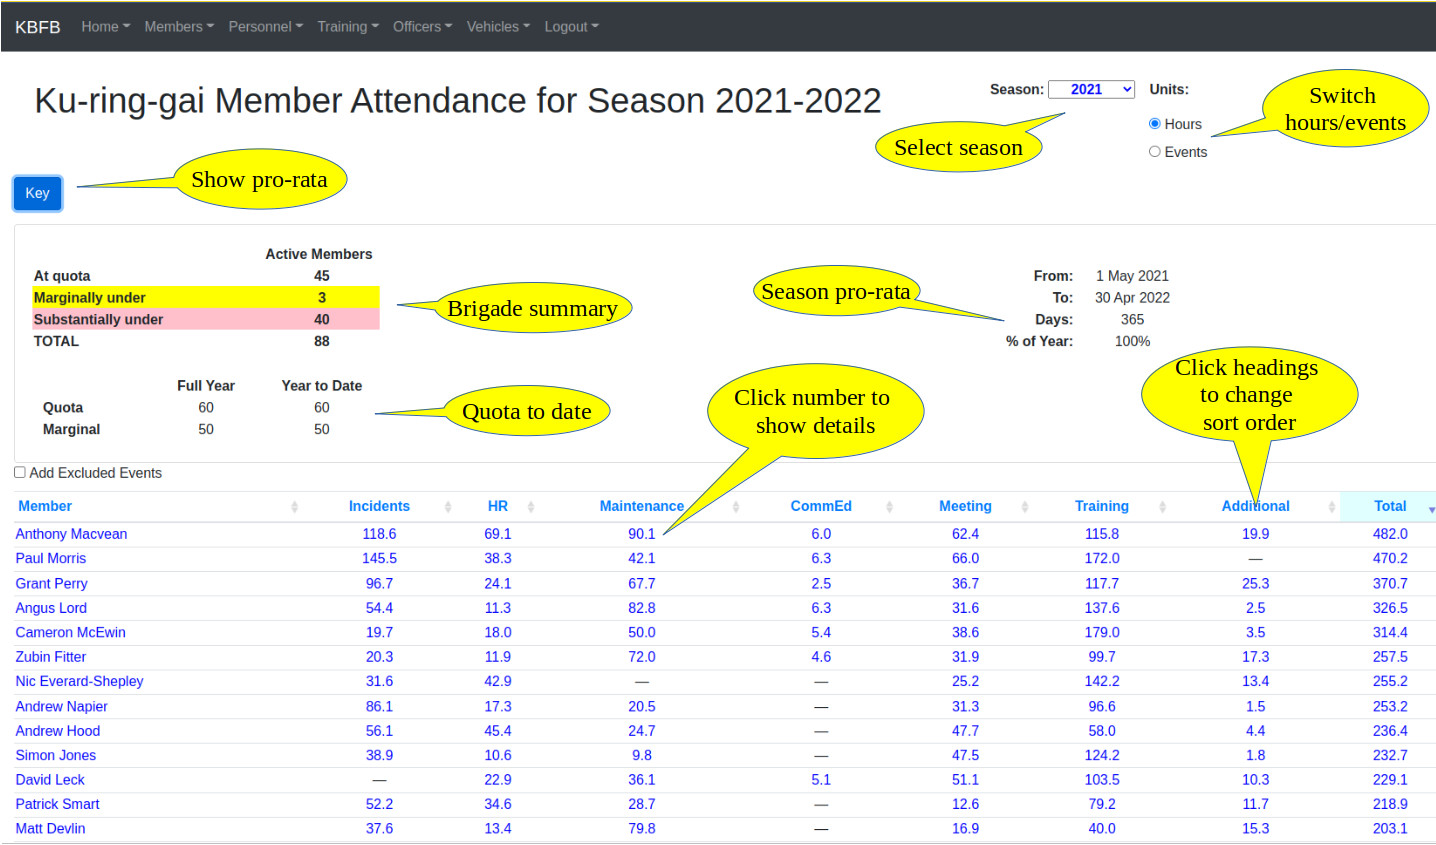 KBFB Home Members Personnel Training Officers Vehicles Logout
Ku-ring-gai Member Attendance for Season 2021-2022
Season: 2021 Units:
Hours
Events
Switch
hours/events
Select season
Show pro-rata
Key
Active Members
At quota 45
Marginally under 3
Substantially under 40
TOTAL 88
Brigade summary
Season pro-rata
From: 1 May 2021
To: 30 Apr 2022
Days: 365
% of Year: 100%
Full Year Year to Date
Quota 60 60
Marginal 50 50
Quota to date
Click number to
show details
Click headings
to change
sort order
Add Excluded Events
Member Incidents HR Maintenance CommEd Meeting Training Additional Total
Anthony Macvean 118.6 69.1 90.1 6.0 62.4 115.8 19.9 482.0
Paul Morris 145.5 38.3 42.1 6.3 66.0 172.0 — 470.2
Grant Perry 96.7 24.1 67.7 2.5 36.7 117.7 25.3 370.7
Angus Lord 54.4 11.3 82.8 6.3 31.6 137.6 2.5 326.5
Cameron McEwin 19.7 18.0 50.0 5.4 38.6 179.0 3.5 314.4
Zubin Fitter 20.3 11.9 72.0 4.6 31.9 99.7 17.3 257.5
Nic Everard-Shepley 31.6 42.9 — — 25.2 142.2 13.4 255.2
Andrew Napier 86.1 17.3 20.5 — 31.3 96.6 1.5 253.2
Andrew Hood 56.1 45.4 24.7 — 47.7 58.0 4.4 236.4
Simon Jones 38.9 10.6 9.8 — 47.5 124.2 1.8 232.7
David Leck — 22.9 36.1 5.1 51.1 103.5 10.3 229.1
Patrick Smart 52.2 34.6 28.7 — 12.6 79.2 11.7 218.9
Matt Devlin 37.6 13.4 79.8 — 16.9 40.0 15.3 203.1